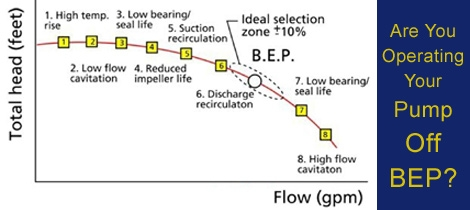 1. High temp.
rise
3. Low bearing/
seal life
5. Suction
recirculation
Ideal selection
zone ±10%
B.E.P.
2. Low flow
cavitation
4. Reduced
impeller life
6. Discharge
recirculaton
7. Low bearing/
seal life
8. High flow
cavitaton
1
2
3
4
5
6
7
8
Total head (feet)
Flow (gpm)
Are You
Operating
Your
Pump
Off
BEP?